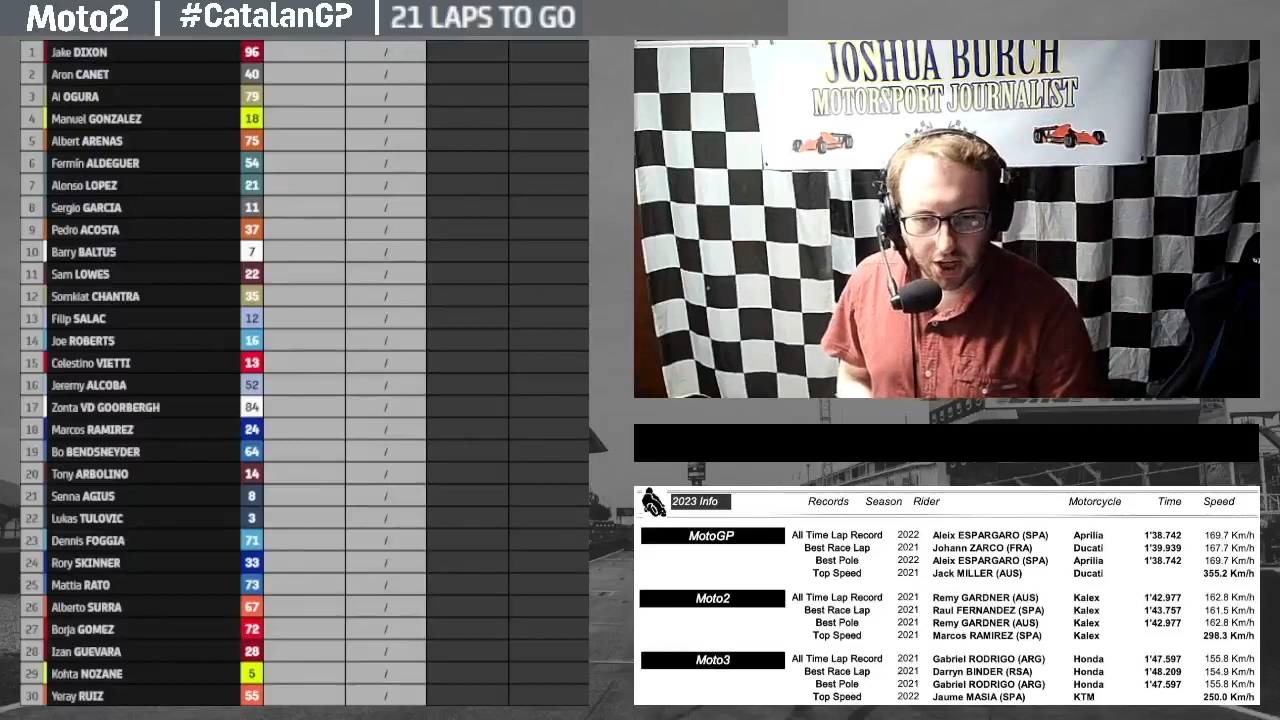 Moto2 | #CatalanGP | 21 LAPS TO GO
1 Jake DIXON 96 /
2 Aron CANET 40 /
3 Ai OGURA 79 /
4 Manuel GONZALEZ 18 /
5 Albert ARENAS 75 /
6 Fermín ALDEGUER 54 /
7 Alonso LOPEZ 21 /
8 Sergio GARCIA 11 /
9 Pedro ACOSTA 37 /
10 Barry BALTUS 7 /
11 Sam LOWES 22 /
12 Somkiat CHANTRA 35 /
13 Filip SALAC 12 /
14 Joe ROBERTS 16 /
15 Celestino VIETTI 13 /
16 Jeremy ALCOBA 52 /
17 Zonta VD GOORBERGH 84 /
18 Marcos RAMIREZ 24 /
19 Bo BENDSNEYDER 64 /
20 Tony ARBOLINO 14 /
21 Senna AGIUS 8 /
22 Lukas TULOVIC 3 /
23 Dennis FOGGIA 71 /
24 Rory SKINNER 33 /
25 Mattia RATO 73 /
26 Alberto SURRA 67 /
27 Borja GOMEZ 72 /
28 Izan GUEVARA 28 /
29 Kohta NOZANE 5 /
30 Yeray RUIZ 55 /
JOSHUA BURCH
MOTORSPORT JOURNALIST
2023 Info Records Season Rider Motorcycle Time Speed
MotoGP All Time Lap Record 2022 Aleix ESPARGARO (SPA) Aprilia 1'38.742 169.7 Km/h
Best Race Lap 2021 Johann ZARCO (FRA) Ducati 1'39.939 167.7 Km/h
Best Pole 2022 Aleix ESPARGARO (SPA) Aprilia 1'38.742 169.7 Km/h
Top Speed 2021 Jack MILLER (AUS) Ducati 355.2 Km/h
Moto2 All Time Lap Record 2021 Remy GARDNER (AUS) Kalex 1'42.977 162.8 Km/h
Best Race Lap 2021 Raul FERNANDEZ (SPA) Kalex 1'43.757 161.5 Km/h
Best Pole 2021 Remy GARDNER (AUS) Kalex 1'42.977 162.8 Km/h
Top Speed 2021 Marcos RAMIREZ (SPA) Kalex 298.3 Km/h
Moto3 All Time Lap Record 2021 Gabriel RODRIGO (ARG) Honda 1'47.597 155.8 Km/h
Best Race Lap 2021 Darryn BINDER (RSA) Honda 1'48.209 154.9 Km/h
Best Pole 2021 Gabriel RODRIGO (ARG) Honda 1'47.597 155.8 Km/h
Top Speed 2022 Jaume MASIA (SPA) KTM 250.0 Km/h